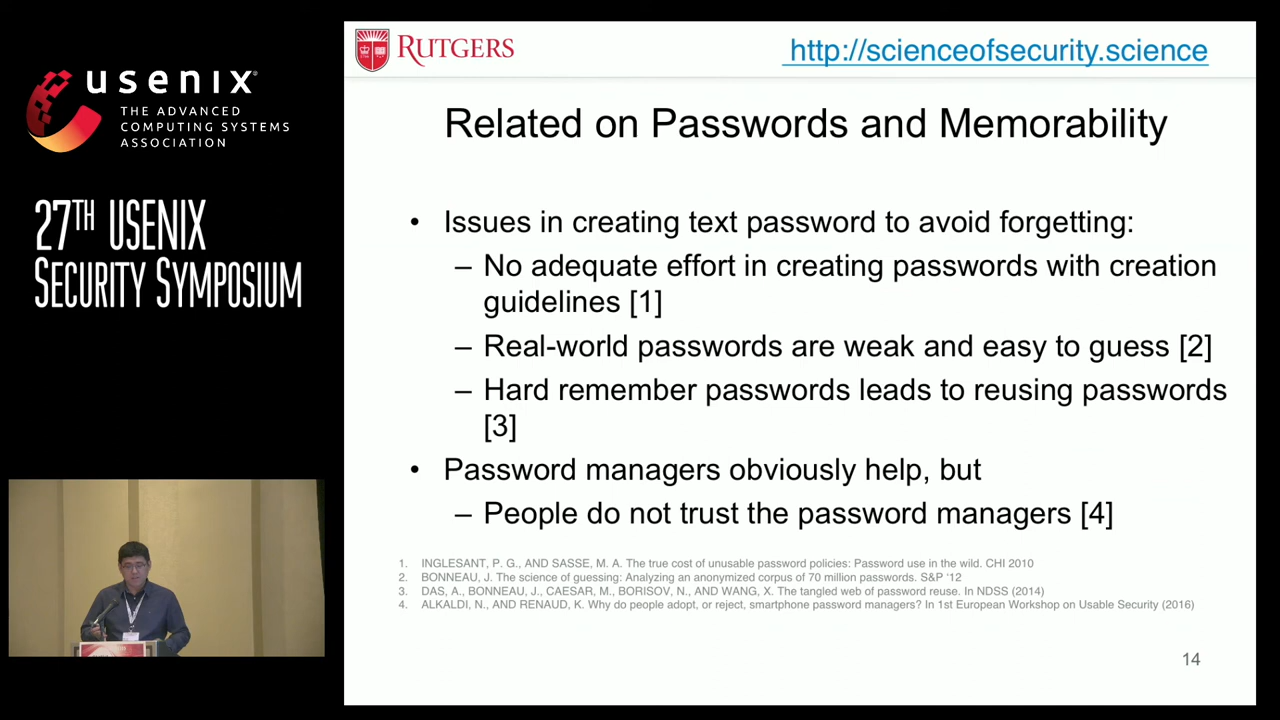 usenix®
THE ADVANCED
COMPUTING SYSTEMS
ASSOCIATION
27TH USENIX
SECURITY SYMPOSIUM
RUTGERS
http://scienceofsecurity.science
Related on Passwords and Memorability
• Issues in creating text password to avoid forgetting:
– No adequate effort in creating passwords with creation
guidelines [1]
– Real-world passwords are weak and easy to guess [2]
– Hard remember passwords leads to reusing passwords
[3]
• Password managers obviously help, but
– People do not trust the password managers [4]
1. INGLESANT, P. G., AND SASSE, M. A. The true cost of unusable password policies: Password use in the wild. CHI 2010
2. BONNEAU, J. The science of guessing: Analyzing an anonymized corpus of 70 million passwords. S&P '12
3. DAS, A., BONNEAU, J., CAESAR, M., BORISOV, N., AND WANG, X. The tangled web of password reuse. In NDSS (2014)
4. ALKALDI, N., AND RENAUD, K. Why do people adopt, or reject, smartphone password managers? In 1st European Workshop on Usable Security (2016)
14